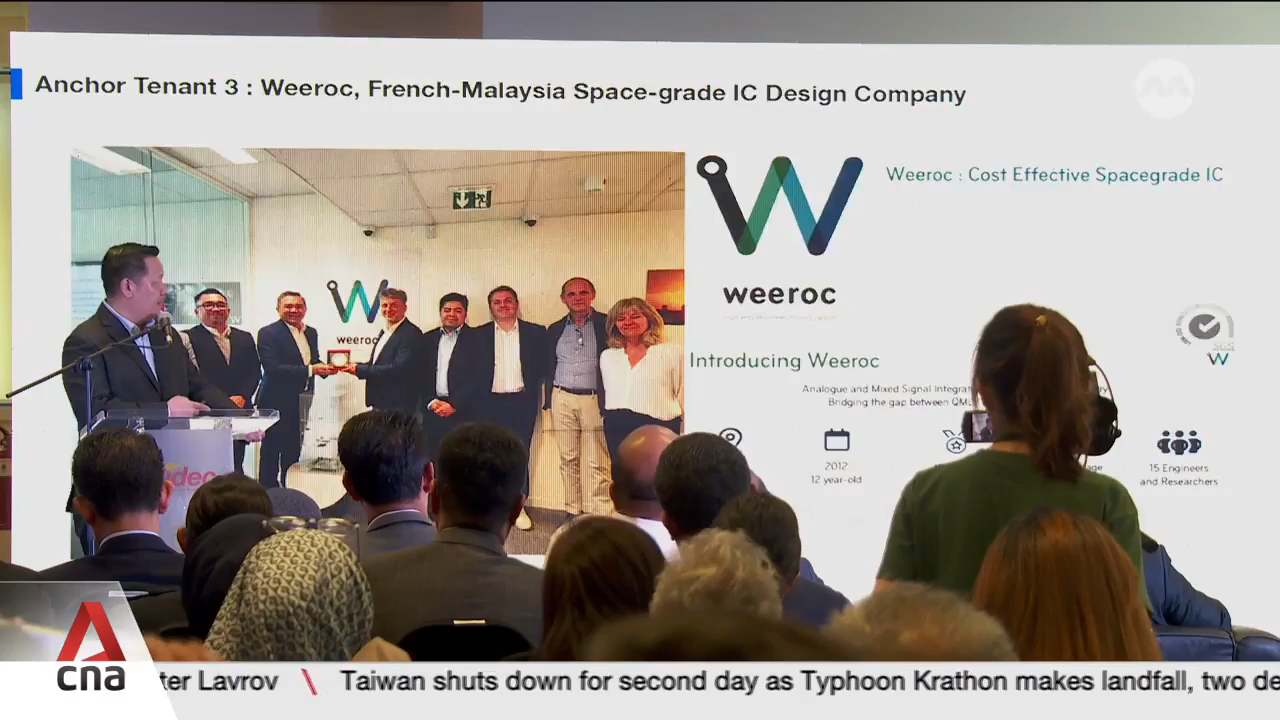 Anchor Tenant 3 : Weeroc, French-Malaysia Space-grade IC Design Company
Weeroc : Cost Effective Spacegrade IC
weeroc
weeroc
Introducing Weeroc
Analogue and Mixed Signal
Bridging the gap between
2012
12 year-old
15 Engineers
and Researchers
cna
ter Lavrov \ Taiwan shuts down for second day as Typhoon Krathon makes landfall, two de